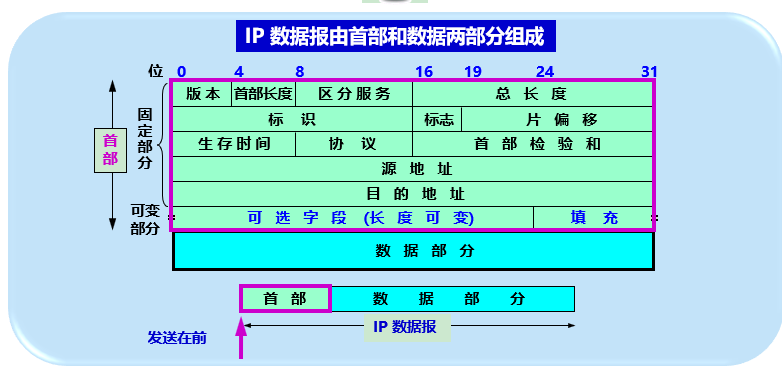 IP 数据报由首部和数据两部分组成
位 0 4 8 16 19 24 31
版本 首部长度 区分服务 总长度
标识 标志 片偏移
生存时间 协议 首部检验和
源地址
目的地址
可选字段 (长度可变) 填充
数据部分
固定部分
首部
可变部分
首部 数据部分
IP 数据报
发送在前